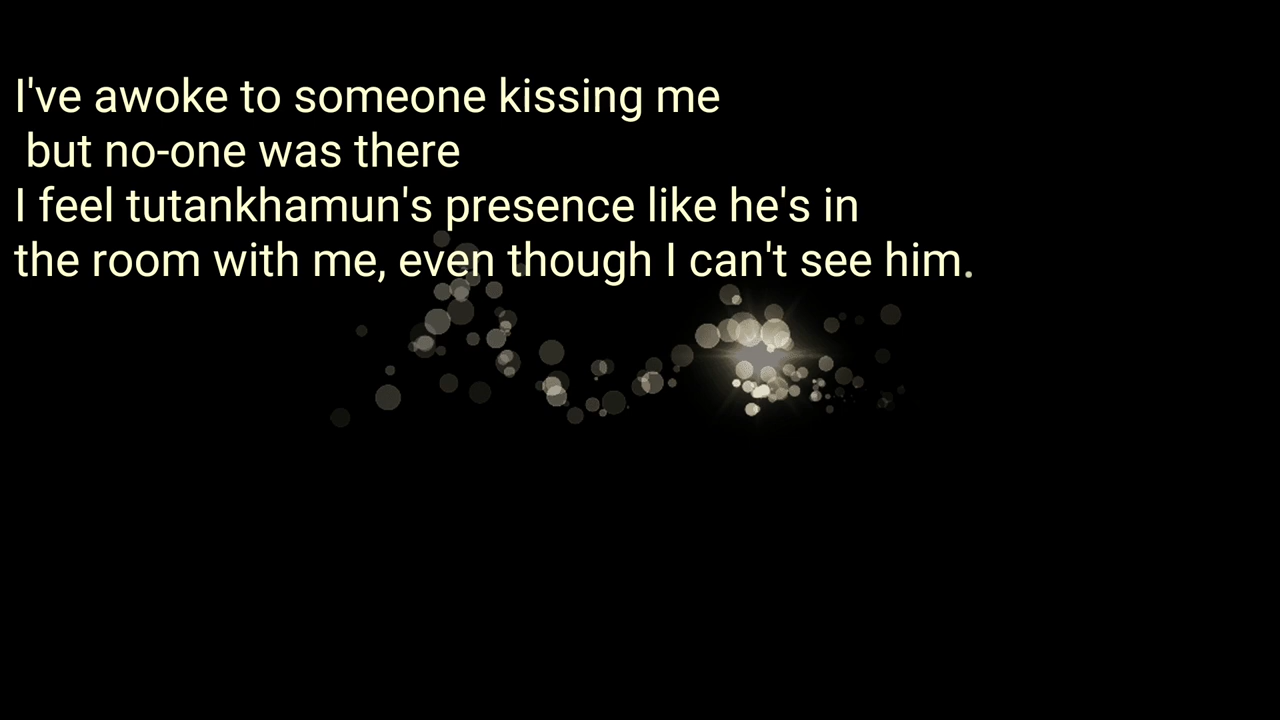 I've awoke to someone kissing me
but no-one was there
I feel tutankhamun's presence like he's in
the room with me, even though I can't see him.